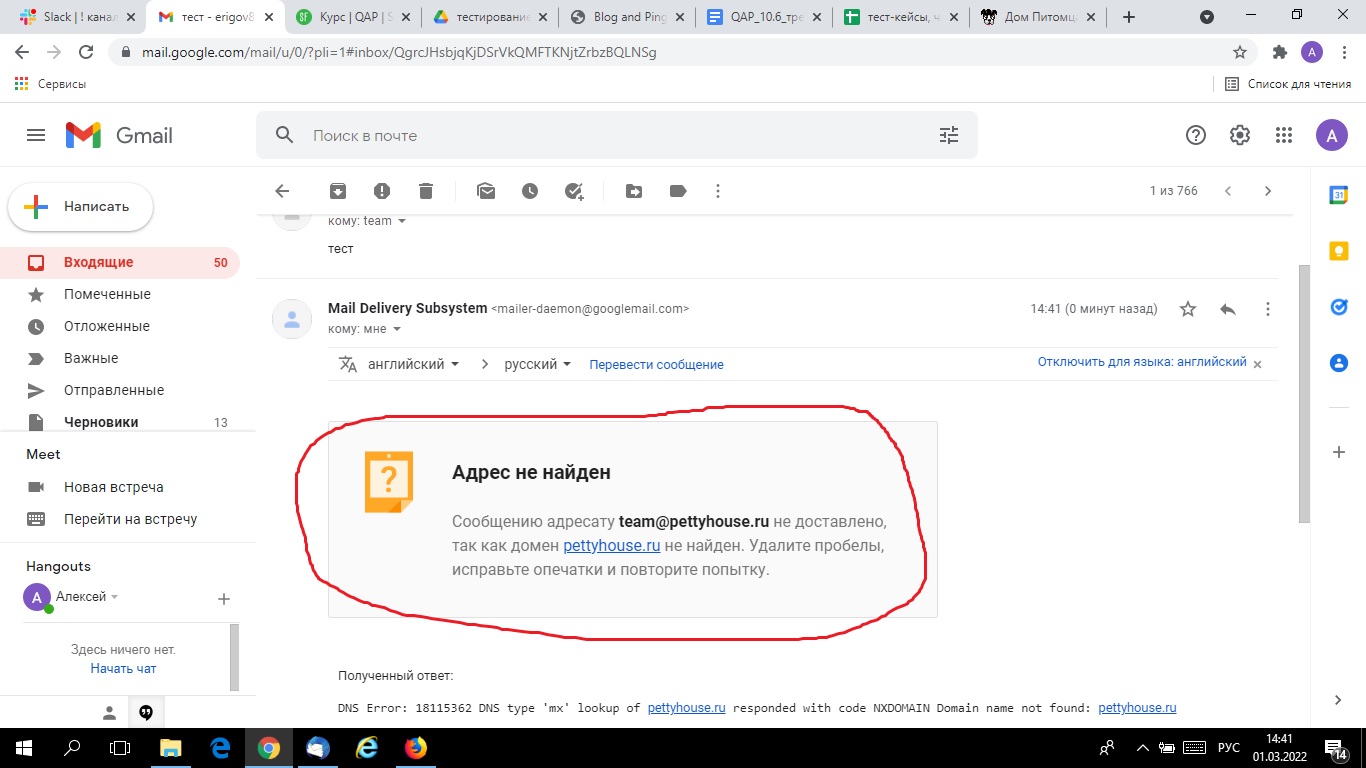 Slack | ! канал
тест - erigov8
Курс | QAP | S
тестирование
Blog and Ping
QAP_10.6_тре
тест-кейсы, ч
Дом Питомца
mail.google.com/mail/u/0/?pli=1#inbox/QgrcJHsbjqKjDSrVkQMFTKNjtZrbzBQLNSg
A
Сервисы
Список для чтения
Gmail
Поиск в почте
A
Написать
1 из 766
31
кому: team
тест
Входящие 50
Помеченные
Отложенные
Важные
Отправленные
Черновики 13
Mail Delivery Subsystem <mailer-daemon@googlemail.com>
14:41 (0 минут назад)
кому: мне
английский > русский Перевести сообщение
Отключить для языка: английский ×
Meet
Новая встреча
Перейти на встречу
Hangouts
A Алексей
Здесь ничего нет.
Начать чат
?
Адрес не найден
Сообщению адресату team@pettyhouse.ru не доставлено,
так как домен pettyhouse.ru не найден. Удалите пробелы,
исправьте опечатки и повторите попытку.
Полученный ответ:
DNS Error: 18115362 DNS type 'mx' lookup of pettyhouse.ru responded with code NXDOMAIN Domain name not found: pettyhouse.ru
РУС
14:41
01.03.2022
14